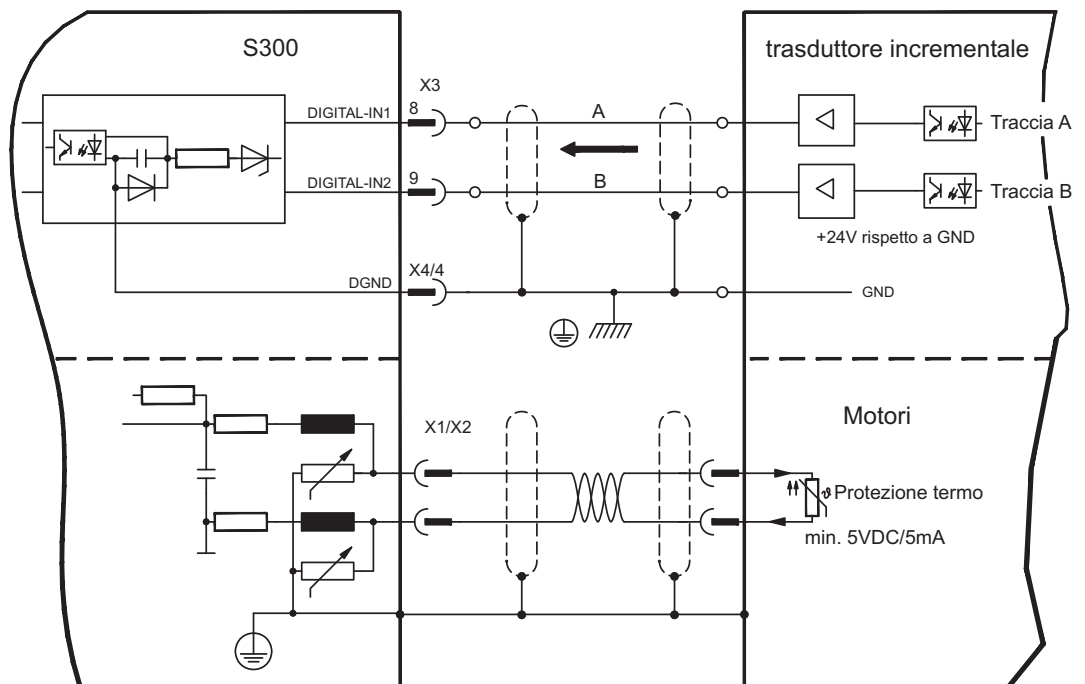 S300
trasduttore incrementale
X3
DIGITAL-IN1
8
A
Traccia A
DIGITAL-IN2
9
B
Traccia B
+24V rispetto a GND
X4/4
DGND
GND
Motori
X1/X2
ϑ Protezione termo
min. 5VDC/5mA